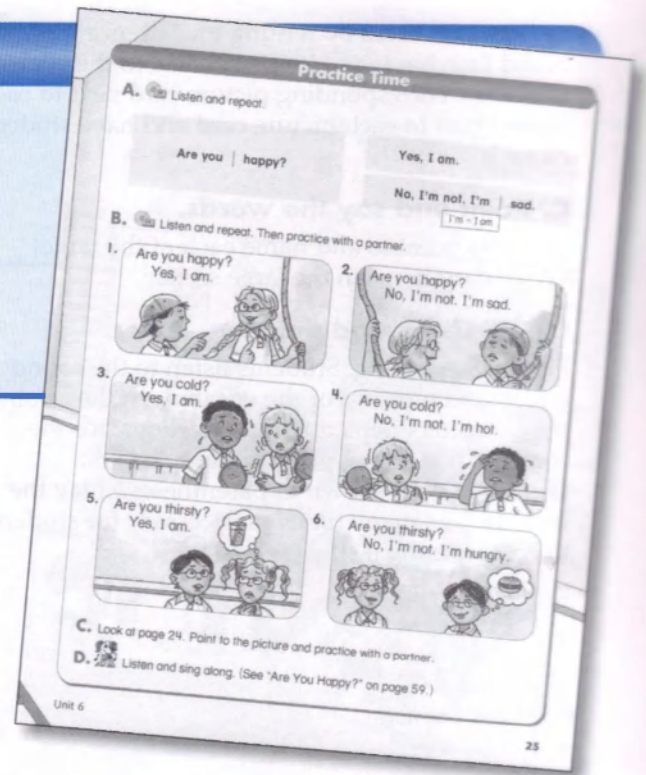 Practice Time
A. Listen and repeat.
Are you happy?
Yes, I am.
No, I'm not. I'm sad.
I'm = I am
B. Listen and repeat. Then practice with a partner.
1.
Are you happy?
Yes, I am.
2.
Are you happy?
No, I'm not. I'm sad.
3.
Are you cold?
Yes, I am.
4.
Are you cold?
No, I'm not. I'm hot.
5.
Are you thirsty?
Yes, I am.
6.
Are you thirsty?
No, I'm not. I'm hungry.
C. Look at page 24. Point to the picture and practice with a partner.
D. Listen and sing along. (See "Are You Happy?" on page 59.)
Unit 6
25